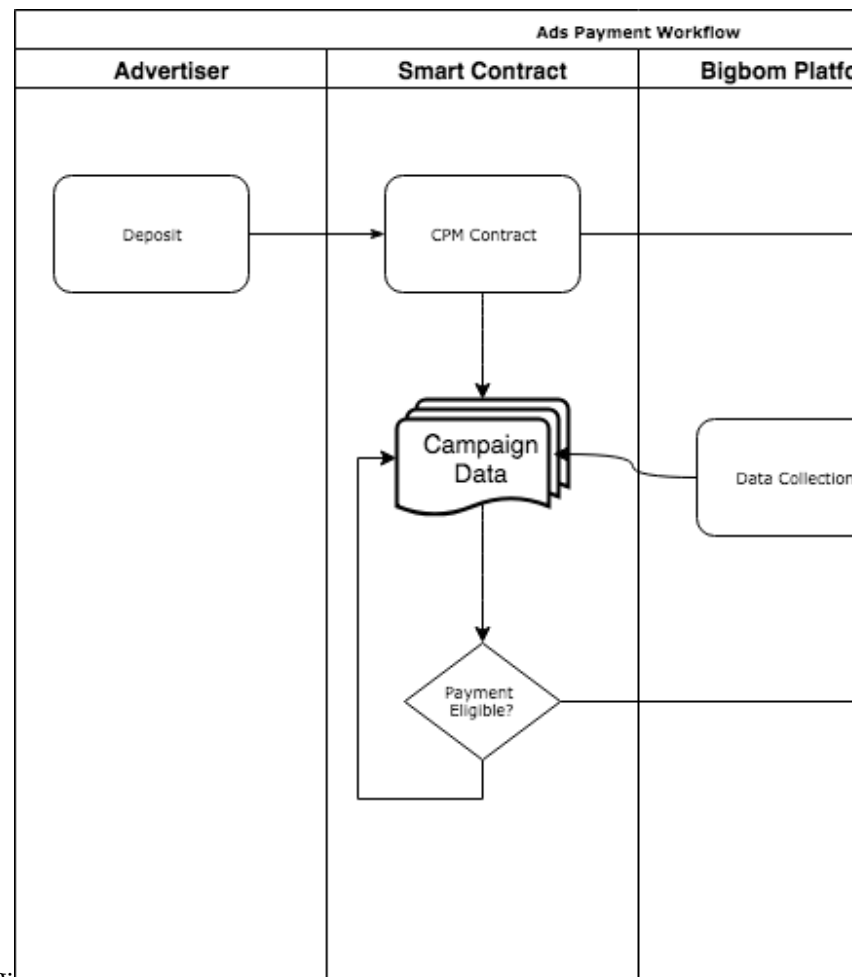 Ads Payment Workflow
Advertiser
Smart Contract
Bigbom Platfo
Deposit
CPM Contract
Campaign
Data
Data Collection
Payment
Eligible?